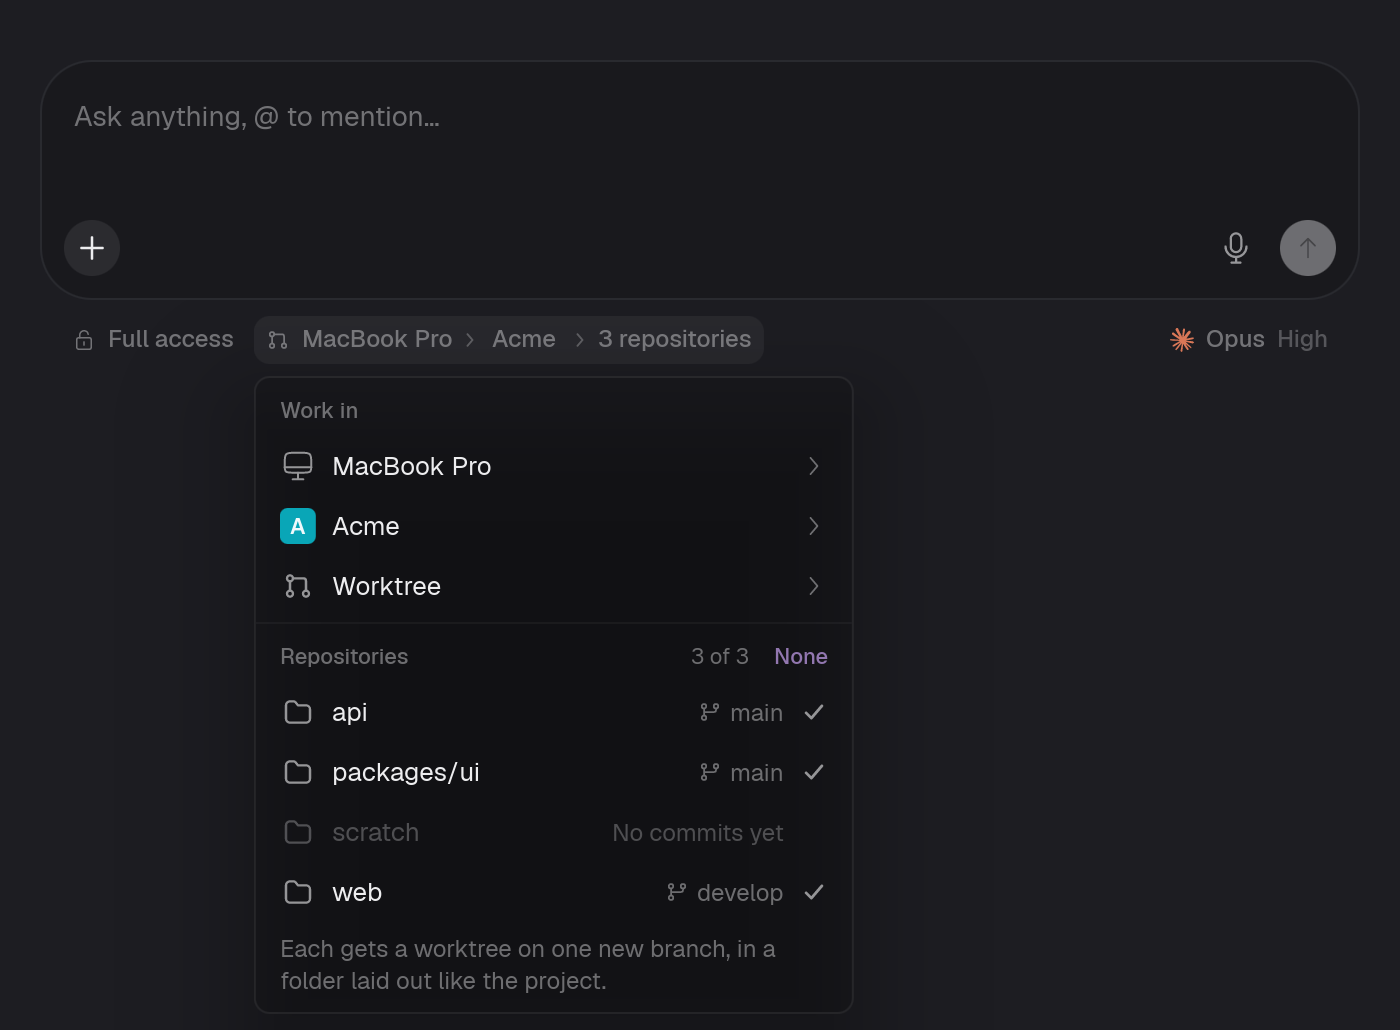 Ask anything, @ to mention…
Full access
MacBook Pro > Acme > 3 repositories
Opus High
Work in
MacBook Pro
A Acme
Worktree
Repositories 3 of 3 None
api main
packages/ui main
scratch No commits yet
web develop
Each gets a worktree on one new branch, in a
folder laid out like the project.